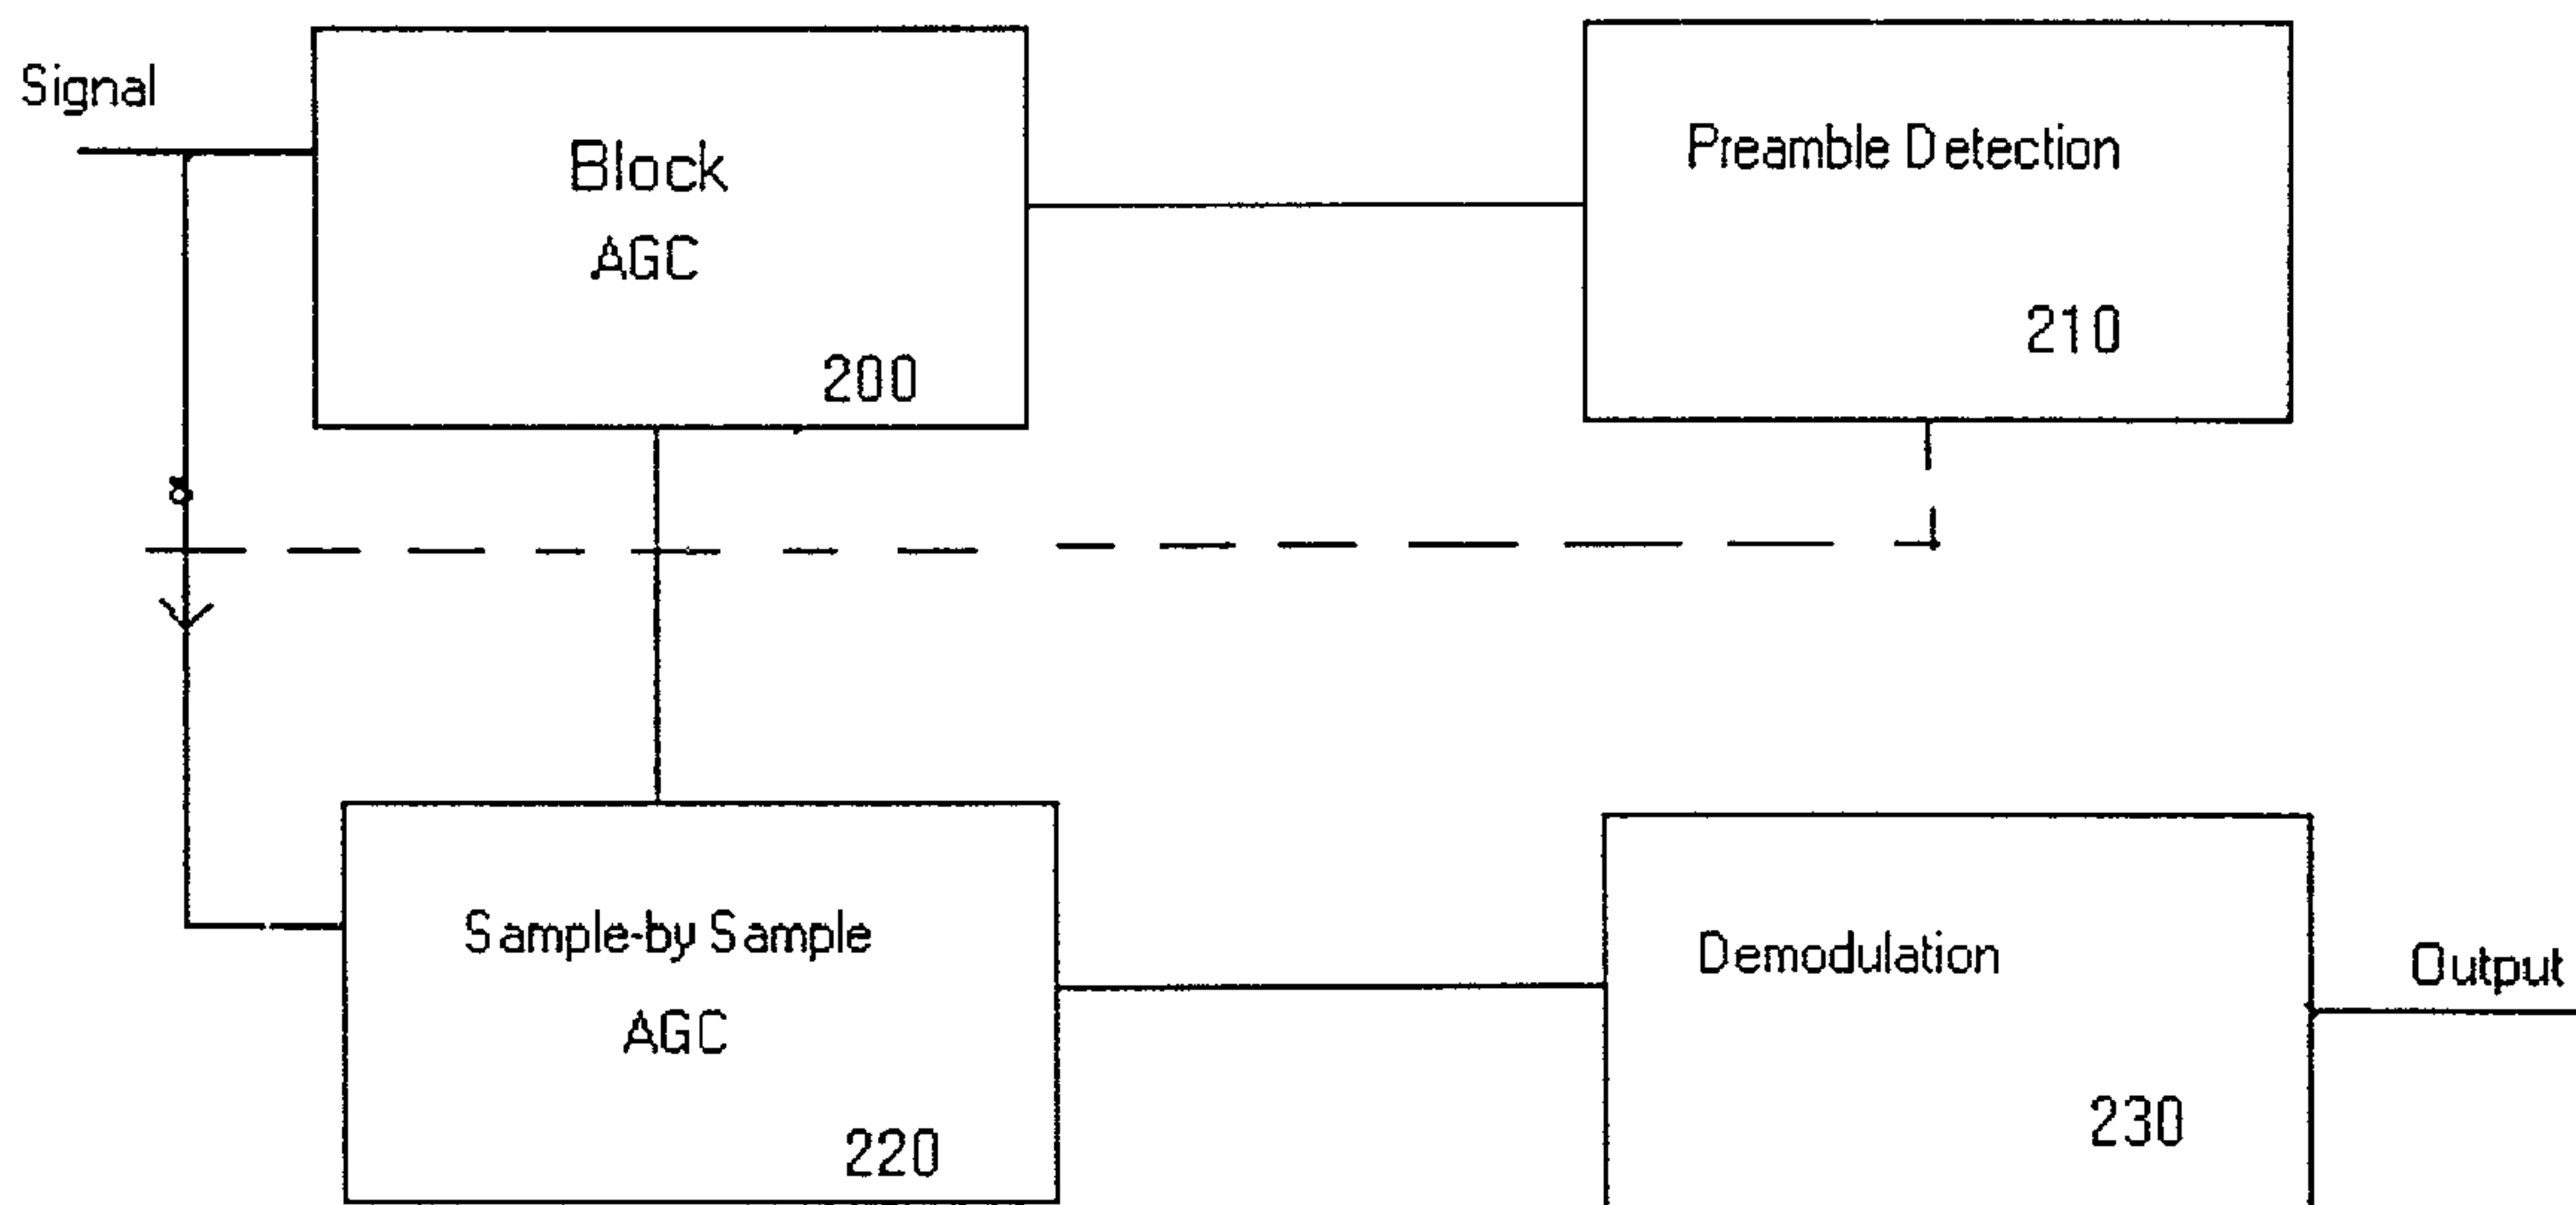 Signal
Block
AGC
200
Preamble Detection
210
Sample-by Sample
AGC
220
Demodulation
230
Output